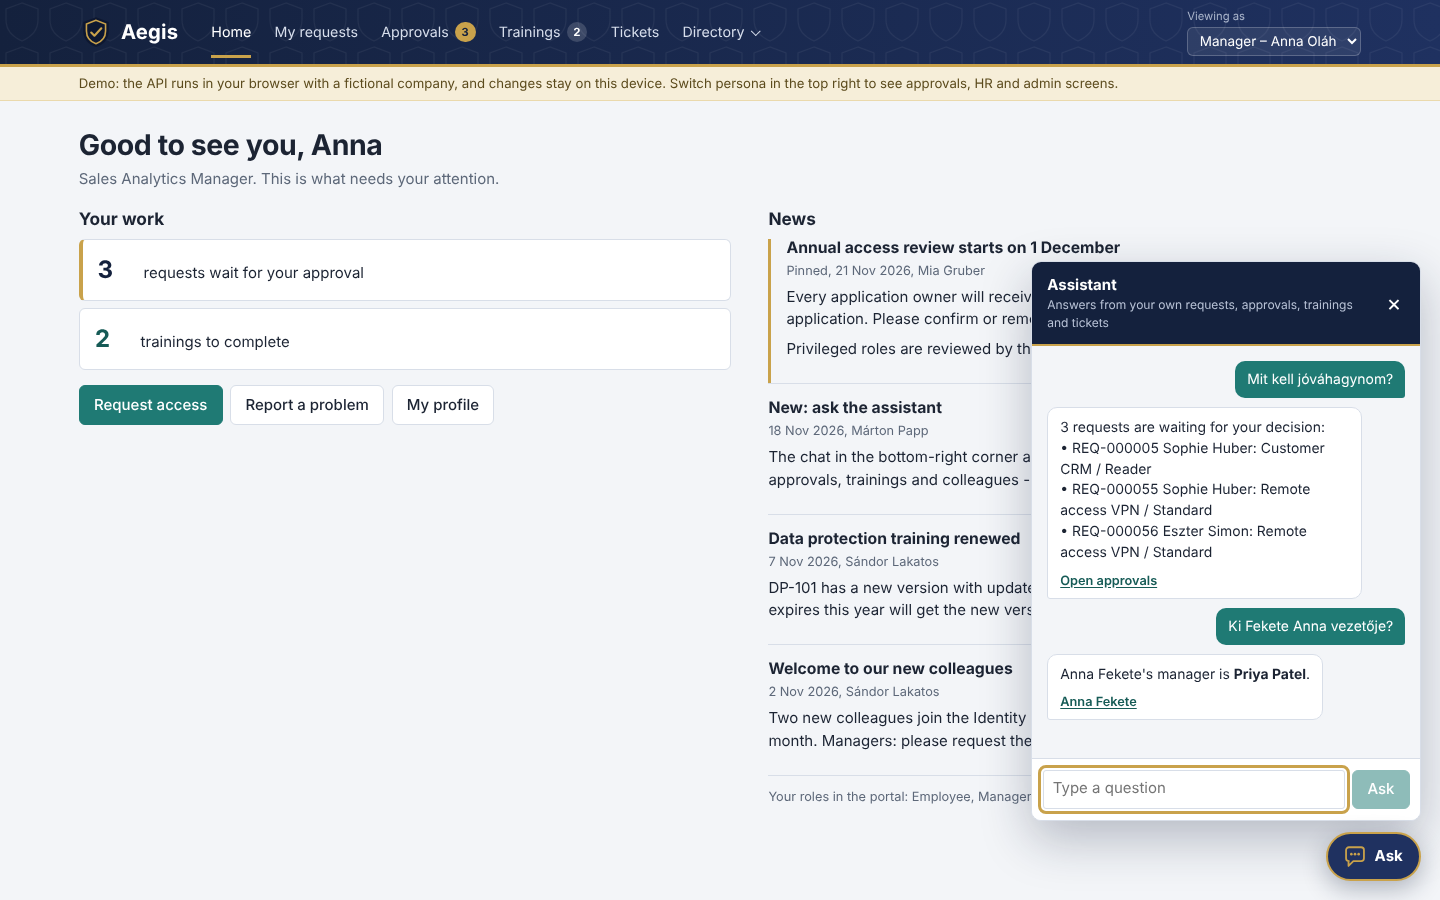 Aegis
Home
My requests
Approvals 3
Trainings 2
Tickets
Directory
Viewing as
Manager – Anna Oláh
Demo: the API runs in your browser with a fictional company, and changes stay on this device. Switch persona in the top right to see approvals, HR and admin screens.
Good to see you, Anna
Sales Analytics Manager. This is what needs your attention.
Your work
3 requests wait for your approval
2 trainings to complete
Request access
Report a problem
My profile
News
Annual access review starts on 1 December
Pinned, 21 Nov 2026, Mia Gruber
Every application owner will receiv
application. Please confirm or rem
Privileged roles are reviewed by th
New: ask the assistant
18 Nov 2026, Márton Papp
The chat in the bottom-right corner a
approvals, trainings and colleagues -
Data protection training renewed
7 Nov 2026, Sándor Lakatos
DP-101 has a new version with update
expires this year will get the new vers
Welcome to our new colleagues
2 Nov 2026, Sándor Lakatos
Two new colleagues join the Identity
month. Managers: please request the
Your roles in the portal: Employee, Manager
Assistant
Answers from your own requests, approvals, trainings
and tickets
Mit kell jóváhagynom?
3 requests are waiting for your decision:
• REQ-000005 Sophie Huber: Customer
CRM / Reader
• REQ-000055 Sophie Huber: Remote
access VPN / Standard
• REQ-000056 Eszter Simon: Remote
access VPN / Standard
Open approvals
Ki Fekete Anna vezetője?
Anna Fekete's manager is Priya Patel.
Anna Fekete
Type a question
Ask
Ask